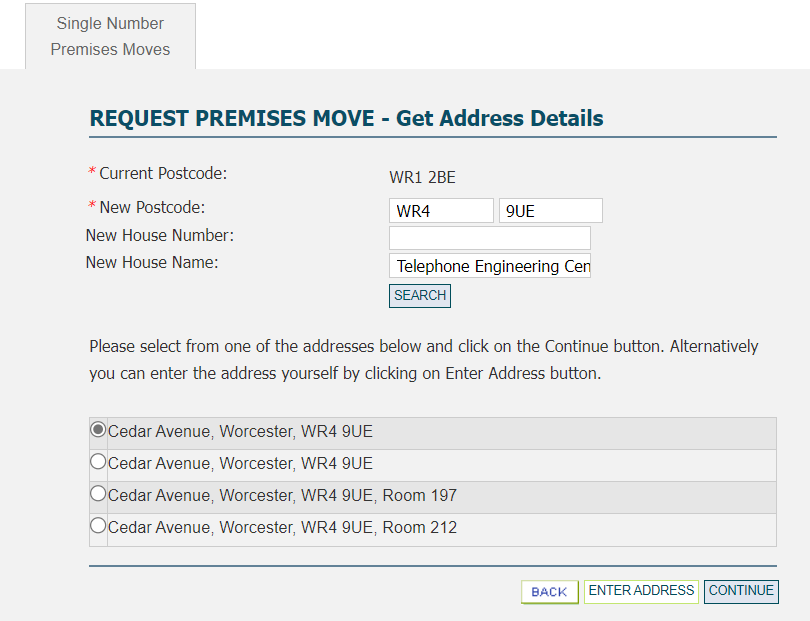 Single Number
Premises Moves
REQUEST PREMISES MOVE - Get Address Details
* Current Postcode: WR1 2BE
* New Postcode: WR4 9UE
New House Number:
New House Name: Telephone Engineering Cen
SEARCH
Please select from one of the addresses below and click on the Continue button. Alternatively
you can enter the address yourself by clicking on Enter Address button.
Cedar Avenue, Worcester, WR4 9UE
Cedar Avenue, Worcester, WR4 9UE
Cedar Avenue, Worcester, WR4 9UE, Room 197
Cedar Avenue, Worcester, WR4 9UE, Room 212
BACK ENTER ADDRESS CONTINUE